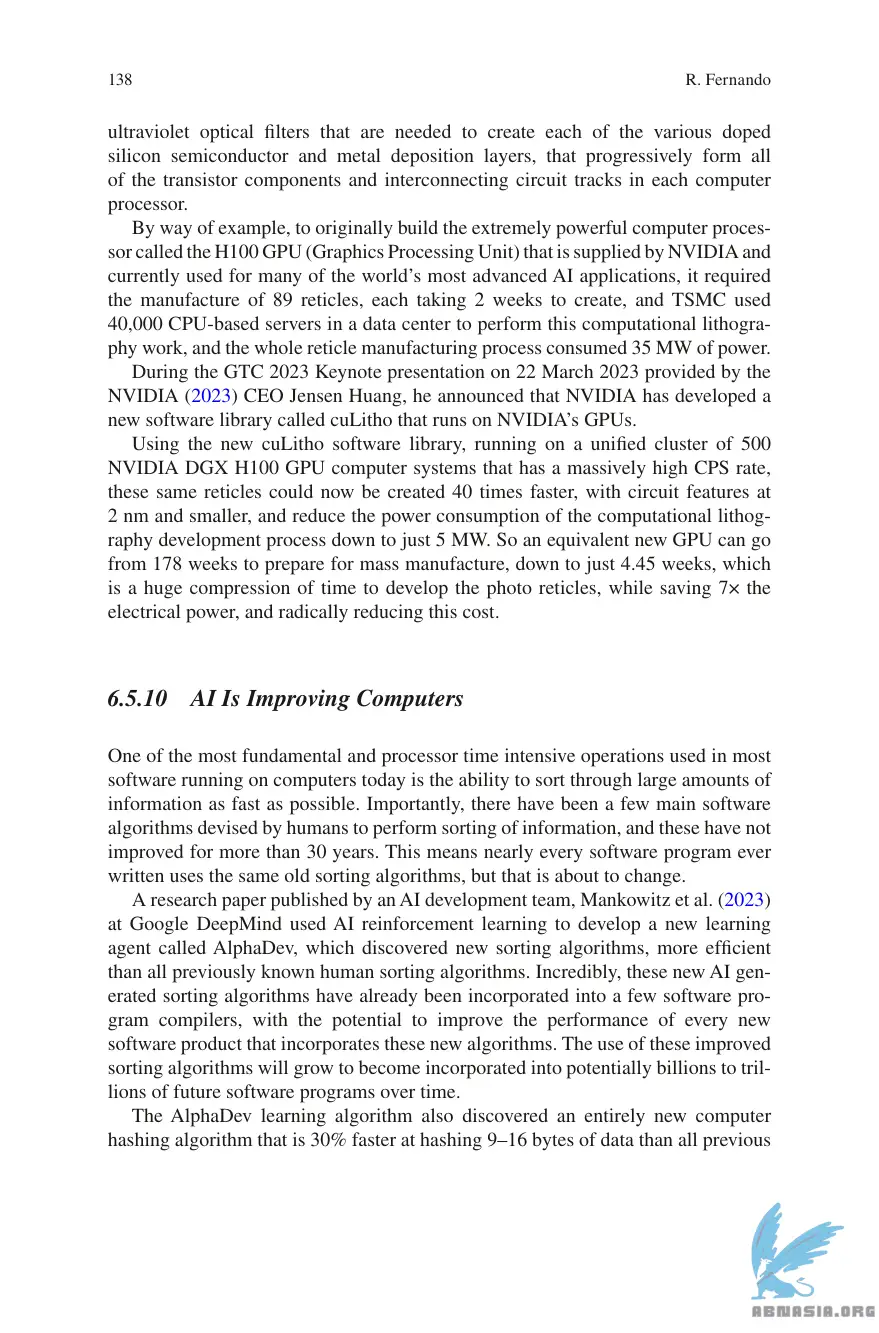 138 R. Fernando
ultraviolet optical filters that are needed to create each of the various doped
silicon semiconductor and metal deposition layers, that progressively form all
of the transistor components and interconnecting circuit tracks in each computer
processor.
By way of example, to originally build the extremely powerful computer proces-
sor called the H100 GPU (Graphics Processing Unit) that is supplied by NVIDIA and
currently used for many of the world's most advanced AI applications, it required
the manufacture of 89 reticles, each taking 2 weeks to create, and TSMC used
40,000 CPU-based servers in a data center to perform this computational lithogra-
phy work, and the whole reticle manufacturing process consumed 35 MW of power.
During the GTC 2023 Keynote presentation on 22 March 2023 provided by the
NVIDIA (2023) CEO Jensen Huang, he announced that NVIDIA has developed a
new software library called cuLitho that runs on NVIDIA's GPUs.
Using the new cuLitho software library, running on a unified cluster of 500
NVIDIA DGX H100 GPU computer systems that has a massively high CPS rate,
these same reticles could now be created 40 times faster, with circuit features at
2 nm and smaller, and reduce the power consumption of the computational lithog-
raphy development process down to just 5 MW. So an equivalent new GPU can go
from 178 weeks to prepare for mass manufacture, down to just 4.45 weeks, which
is a huge compression of time to develop the photo reticles, while saving 7× the
electrical power, and radically reducing this cost.
6.5.10 AI Is Improving Computers
One of the most fundamental and processor time intensive operations used in most
software running on computers today is the ability to sort through large amounts of
information as fast as possible. Importantly, there have been a few main software
algorithms devised by humans to perform sorting of information, and these have not
improved for more than 30 years. This means nearly every software program ever
written uses the same old sorting algorithms, but that is about to change.
A research paper published by an AI development team, Mankowitz et al. (2023)
at Google DeepMind used AI reinforcement learning to develop a new learning
agent called AlphaDev, which discovered new sorting algorithms, more efficient
than all previously known human sorting algorithms. Incredibly, these new AI gen-
erated sorting algorithms have already been incorporated into a few software pro-
gram compilers, with the potential to improve the performance of every new
software product that incorporates these new algorithms. The use of these improved
sorting algorithms will grow to become incorporated into potentially billions to tril-
lions of future software programs over time.
The AlphaDev learning algorithm also discovered an entirely new computer
hashing algorithm that is 30% faster at hashing 9–16 bytes of data than all previous
ABNASIA.ORG